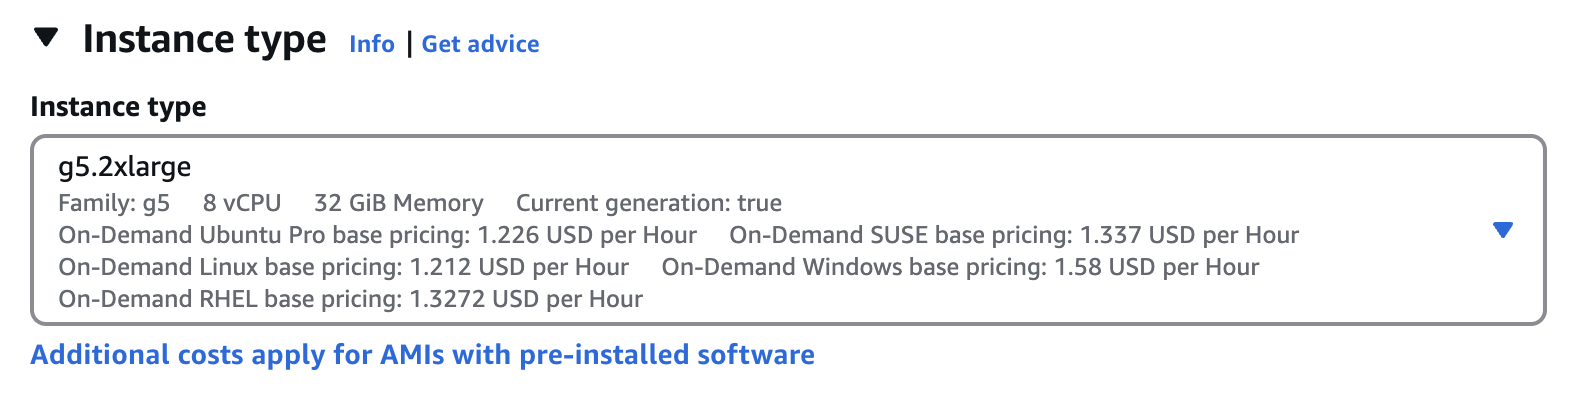 Instance type Info | Get advice
Instance type
g5.2xlarge
Family: g5 8 vCPU 32 GiB Memory Current generation: true
On-Demand Ubuntu Pro base pricing: 1.226 USD per Hour On-Demand SUSE base pricing: 1.337 USD per Hour
On-Demand Linux base pricing: 1.212 USD per Hour On-Demand Windows base pricing: 1.58 USD per Hour
On-Demand RHEL base pricing: 1.3272 USD per Hour
Additional costs apply for AMIs with pre-installed software